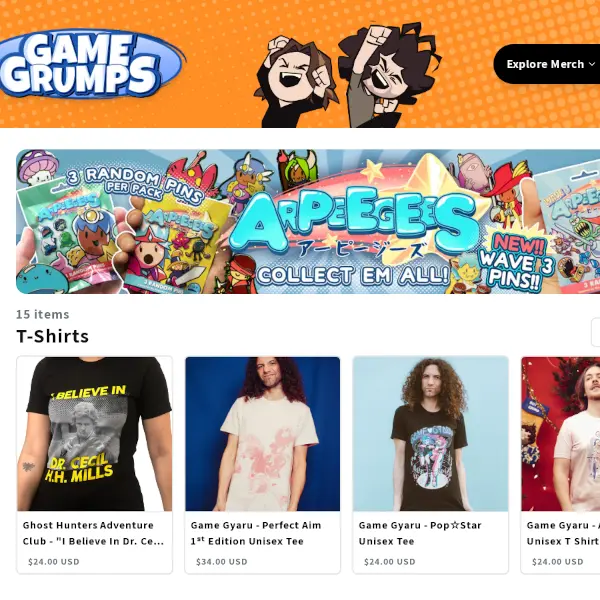 GAME
GRUMPS
Explore Merch
3 RANDOM PINS
PER PACK
ARPEEGEES
アーピージーズ
COLLECT EM ALL!
NEW!!
WAVE 3
PINS!!
15 items
T-Shirts
I BELIEVE IN
DR. CECIL
H.H. MILLS
Ghost Hunters Adventure
Club - "I Believe In Dr. Ce...
$24.00 USD
Game Gyaru - Perfect Aim
1st Edition Unisex Tee
$34.00 USD
Game Gyaru - Pop☆Star
Unisex Tee
$24.00 USD
Game Gyaru -
Unisex T Shirt
$24.00 USD